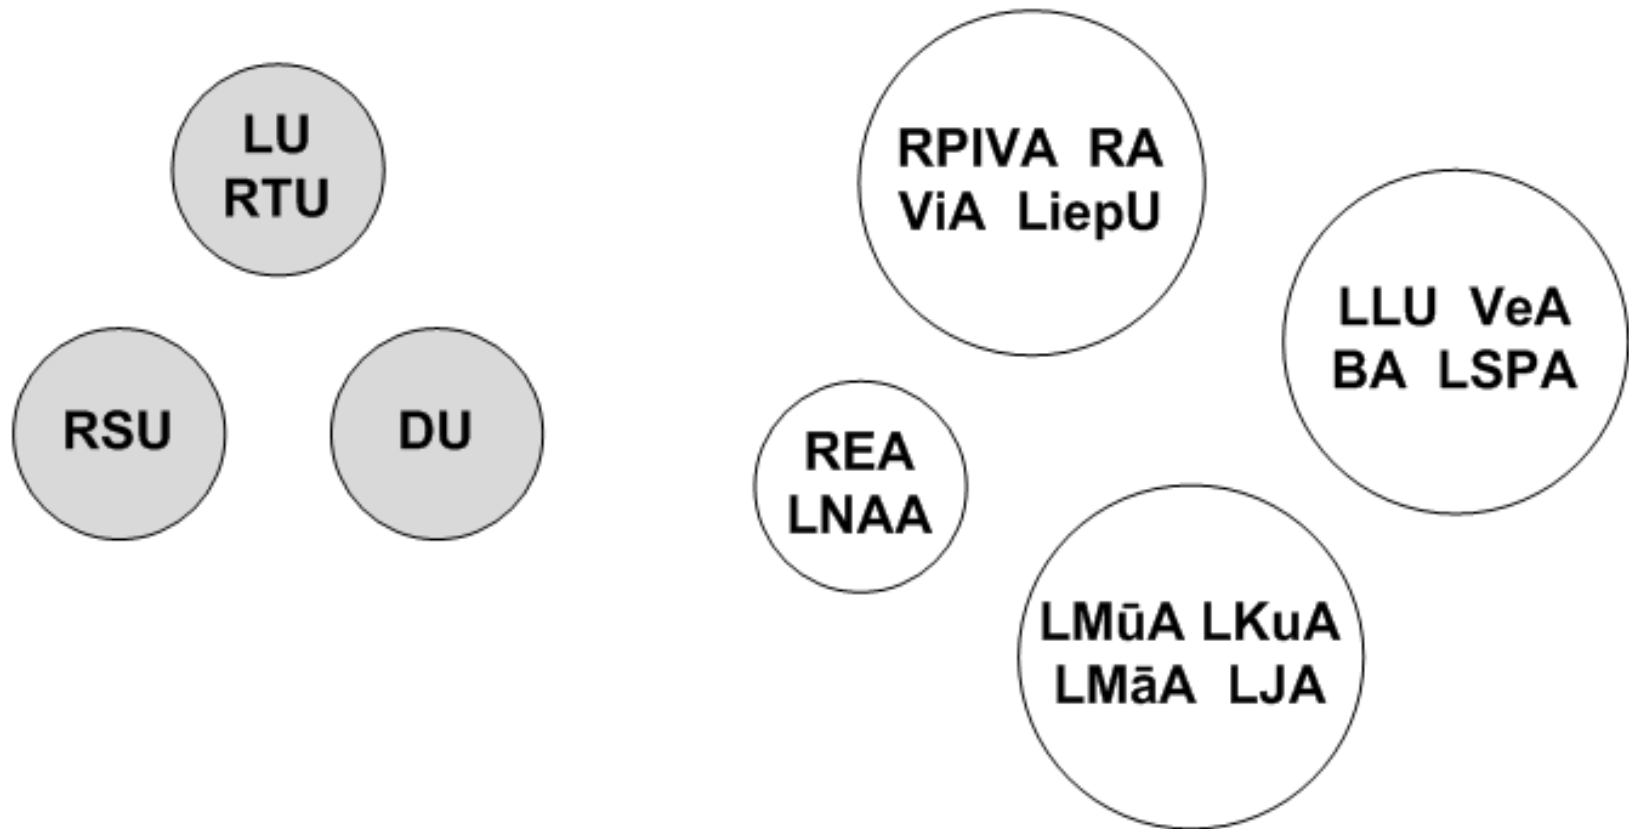 LU
RTU
RSU
DU
RPIVA RA
ViA LiepU
LLU VeA
BA LSPA
REA
LNAA
LMūA LKuA
LMāA LJA